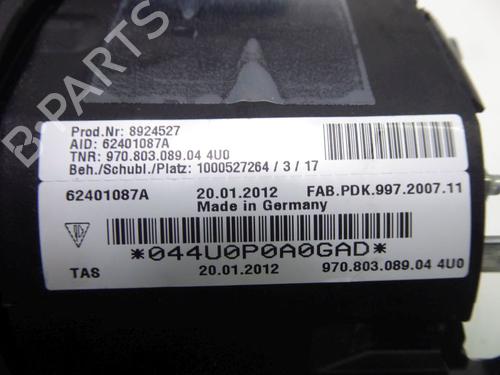 Prod.Nr: 8924527
AID: 62401087A
TNR: 970.803.089.04 4U0
Beh./Schubl./Platz: 1000527264 / 3 / 17
62401087A 20.01.2012 FAB.PDK.997.2007.11
Made in Germany
*044U0P0A0GAD*
TAS 20.01.2012 970.803.089.04 4U0